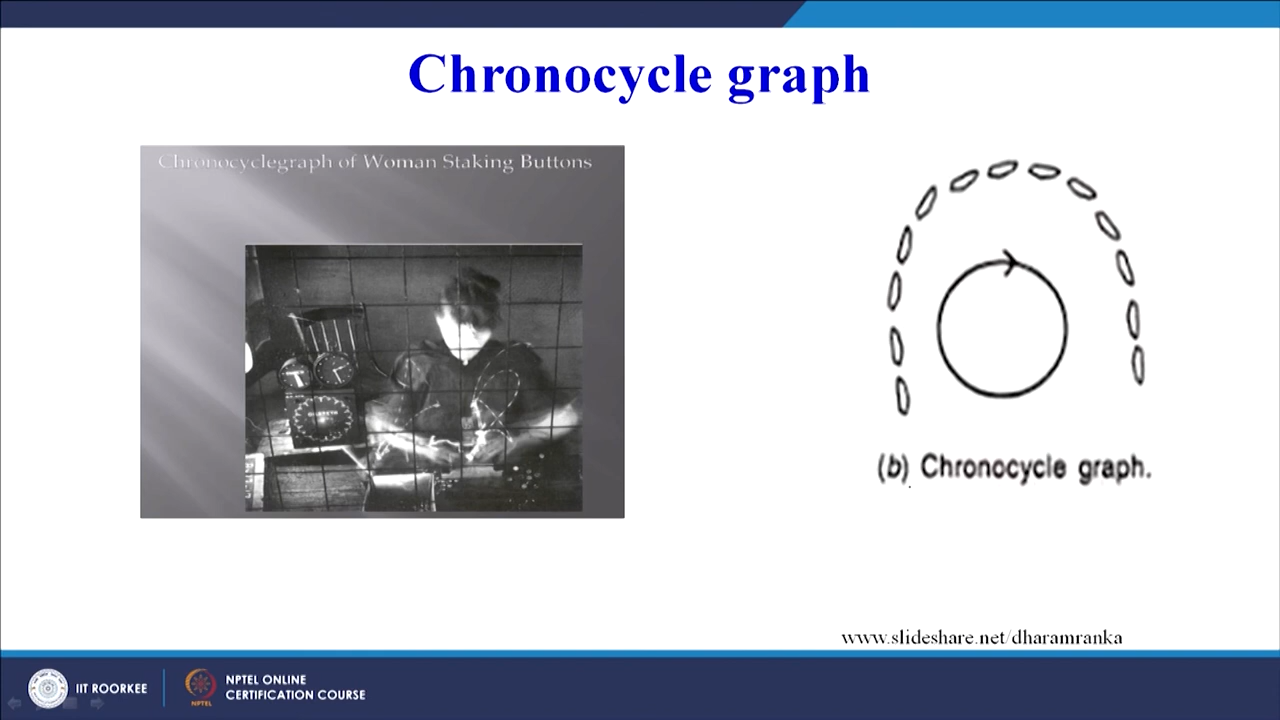 Chronocycle graph
Chronocyclegraph of Woman Staking Buttons
(b) Chronocycle graph.
www.slideshare.net/dharamranka
IIT ROORKEE
NPTEL
NPTEL ONLINE
CERTIFICATION COURSE